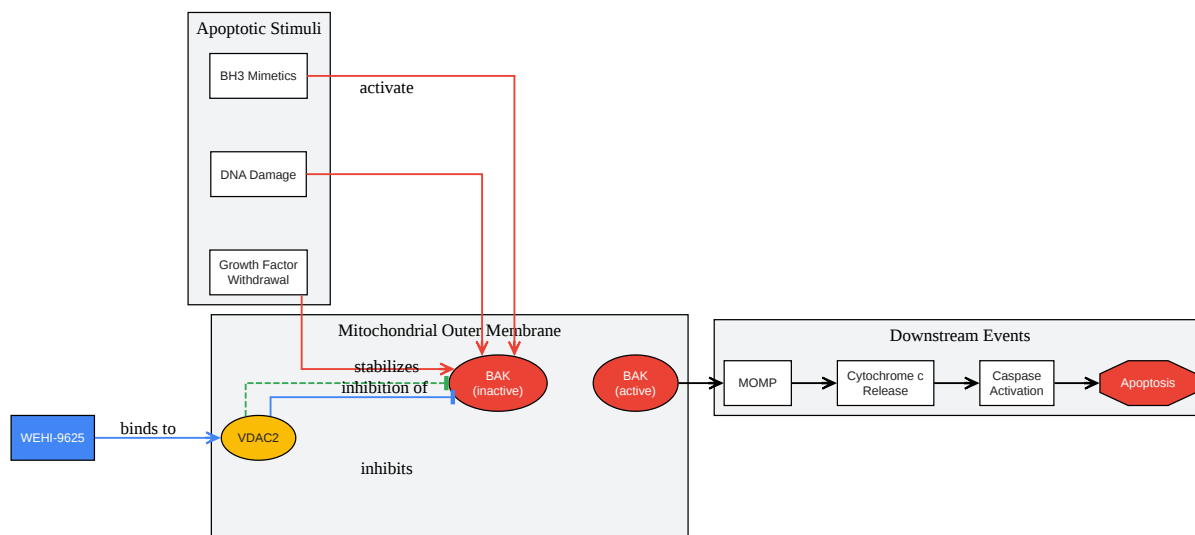 Apoptotic Stimuli
BH3 Mimetics
activate
DNA Damage
Growth Factor
Withdrawal
Mitochondrial Outer Membrane
stabilizes
inhibition of
BAK
(inactive)
BAK
(active)
Downstream Events
MOMP
Cytochrome c
Release
Caspase
Activation
Apoptosis
WEHI-9625
binds to
VDAC2
inhibits